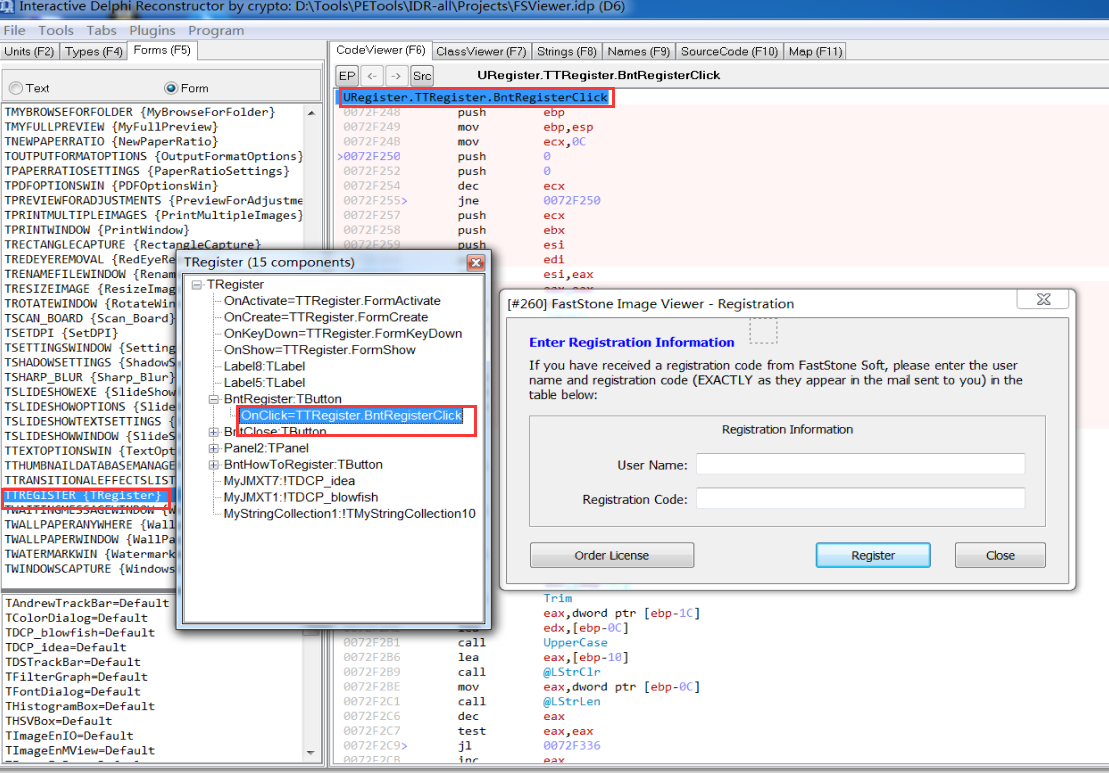 Interactive Delphi Reconstructor by crypto: D:\Tools\PETools\IDR-all\Projects\FSViewer.idp (D6)
File Tools Tabs Plugins Program
Units (F2) Types (F4) Forms (F5)
Text Form
TMYBROWSEFORFOLDER {MyBrowseForFolder}
TMYFULLPREVIEW {MyFullPreview}
TNEWPAPERRATIO {NewPaperRatio}
TOUTPUTFORMATOPTIONS {OutputFormatOptions}
TPAPERRATIOSETTINGS {PaperRatioSettings}
TPDFOPTIONSWIN {PDFOptionsWin}
TPREVIEWFORADJUSTMENTS {PreviewForAdjustme
TPRINTMULTIPLEIMAGES {PrintMultipleImages}
TPRINTWINDOW {PrintWindow}
TRECTANGLECAPTURE {RectangleCapture}
TREDEYEREMOVAL {RedEyeRe
TRENAMEFILEWINDOW {Renam
TRESIZEIMAGE {ResizeImag
TROTATEWINDOW {RotateWin
TSCAN_BOARD {Scan_Board}
TSETDPI {SetDPI}
TSETTINGSWINDOW {Setting
TSHADOWSETTINGS {ShadowS
TSHARP_BLUR {Sharp_Blur}
TSLIDESHOWEXE {SlideShow
TSLIDESHOWOPTIONS {Slide
TSLIDESHOWTEXTSETTINGS {
TSLIDESHOWWINDOW {SlideS
TTEXTOPTIONSWIN {TextOpt
TTHUMBNAILDATABASEMANAGE
TTRANSITIONALEFFECTSLIST
TTREGISTER {TRegister}
TWAITINGMESSAGEWINDOW {W
TWALLPAPERANYWHERE {Wall
TWALLPAPERWINDOW {WallPa
TWATERMARKWIN {Watermark
TWINDOWSCAPTURE {Windows
TAndrewTrackBar=Default
TColorDialog=Default
TDCP_blowfish=Default
TDCP_idea=Default
TDSTrackBar=Default
TFilterGraph=Default
TFontDialog=Default
THistogramBox=Default
THSVBox=Default
TImageEnIO=Default
TImageEnMView=Default
CodeViewer (F6) ClassViewer (F7) Strings (F8) Names (F9) SourceCode (F10) Map (F11)
EP <- -> Src URegister.TTRegister.BntRegisterClick
URegister.TTRegister.BntRegisterClick
0072F248 push ebp
0072F249 mov ebp,esp
0072F24B mov ecx,0C
>0072F250 push 0
0072F252 push 0
0072F254 dec ecx
0072F255> jne 0072F250
0072F257 push ecx
0072F258 push ebx
0072F259 push esi
edi
esi,eax
TRegister (15 components)
TRegister
OnActivate=TTRegister.FormActivate
OnCreate=TTRegister.FormCreate
OnKeyDown=TTRegister.FormKeyDown
OnShow=TTRegister.FormShow
Label8:TLabel
Label5:TLabel
BntRegister:TButton
OnClick=TTRegister.BntRegisterClick
BntClose:TButton
Panel2:TPanel
BntHowToRegister:TButton
MyJMXT7:!TDCP_idea
MyJMXT1:!TDCP_blowfish
MyStringCollection1:!TMyStringCollection10
[#260] FastStone Image Viewer - Registration
Enter Registration Information
If you have received a registration code from FastStone Soft, please enter the user
name and registration code (EXACTLY as they appear in the mail sent to you) in the
table below:
Registration Information
User Name:
Registration Code:
Order License Register Close
Trim
eax,dword ptr [ebp-1C]
edx,[ebp-0C]
0072F2B1 call UpperCase
0072F2B6 lea eax,[ebp-10]
0072F2B9 call @LStrClr
0072F2BE mov eax,dword ptr [ebp-0C]
0072F2C1 call @LStrLen
0072F2C6 dec eax
0072F2C7 test eax,eax
0072F2C9> jl 0072F336
0072F2CB inc eax